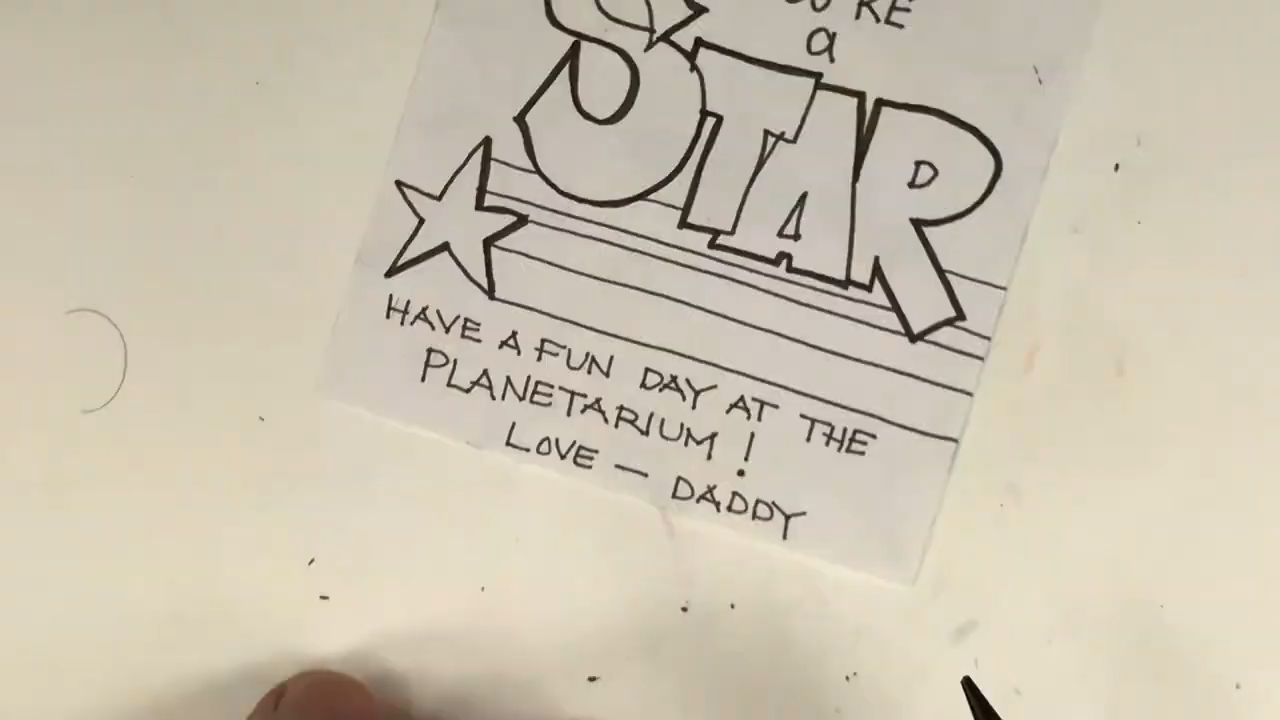 a
STAR
HAVE A FUN DAY AT THE
PLANETARIUM !
LOVE — DADDY